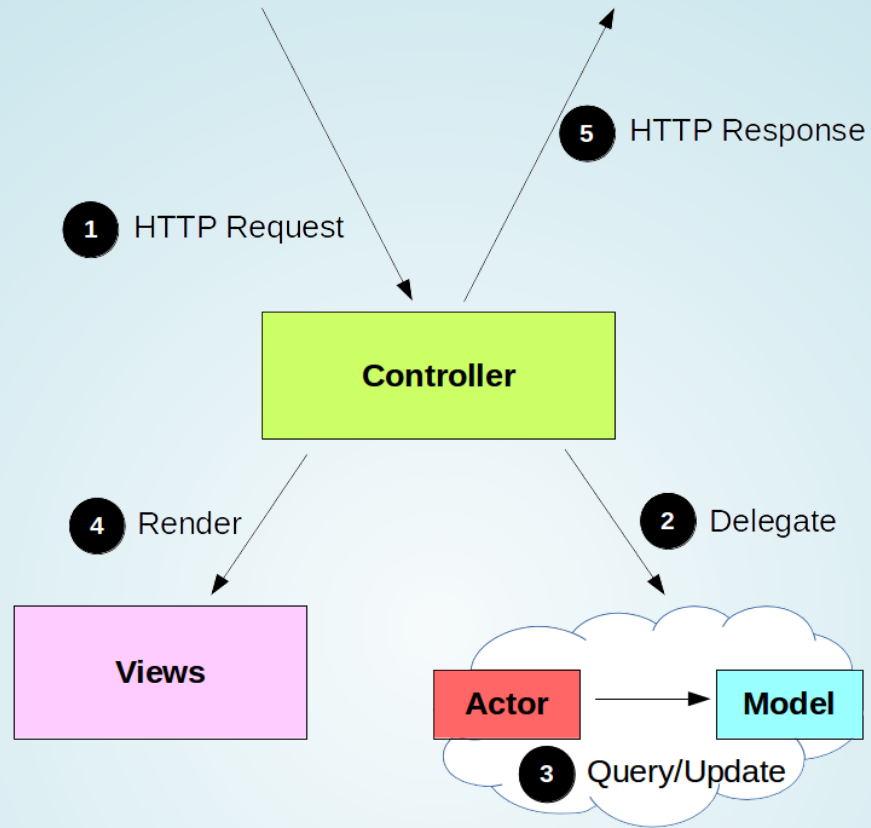 5 HTTP Response
1 HTTP Request
Controller
4 Render
2 Delegate
Views
Actor
Model
3 Query/Update